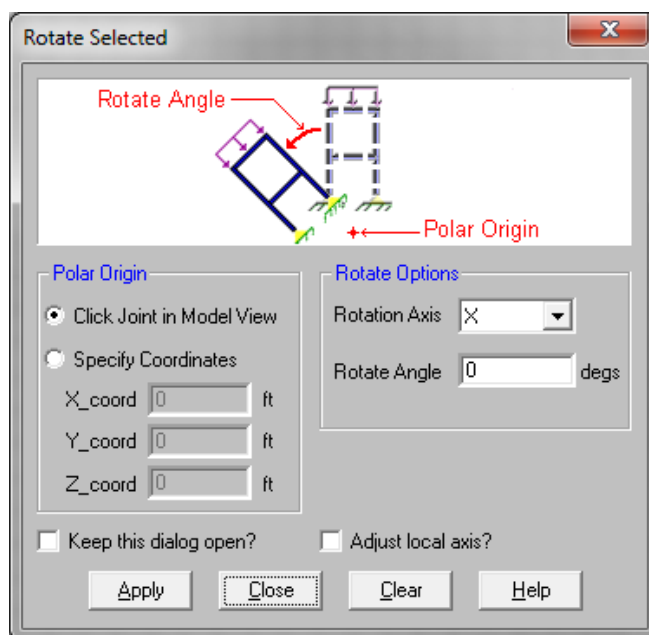 Rotate Selected
Rotate Angle
Polar Origin
Polar Origin
Click Joint in Model View
Specify Coordinates
X_coord 0 ft
Y_coord 0 ft
Z_coord 0 ft
Rotate Options
Rotation Axis X
Rotate Angle 0 degs
Keep this dialog open?
Adjust local axis?
Apply Close Clear Help